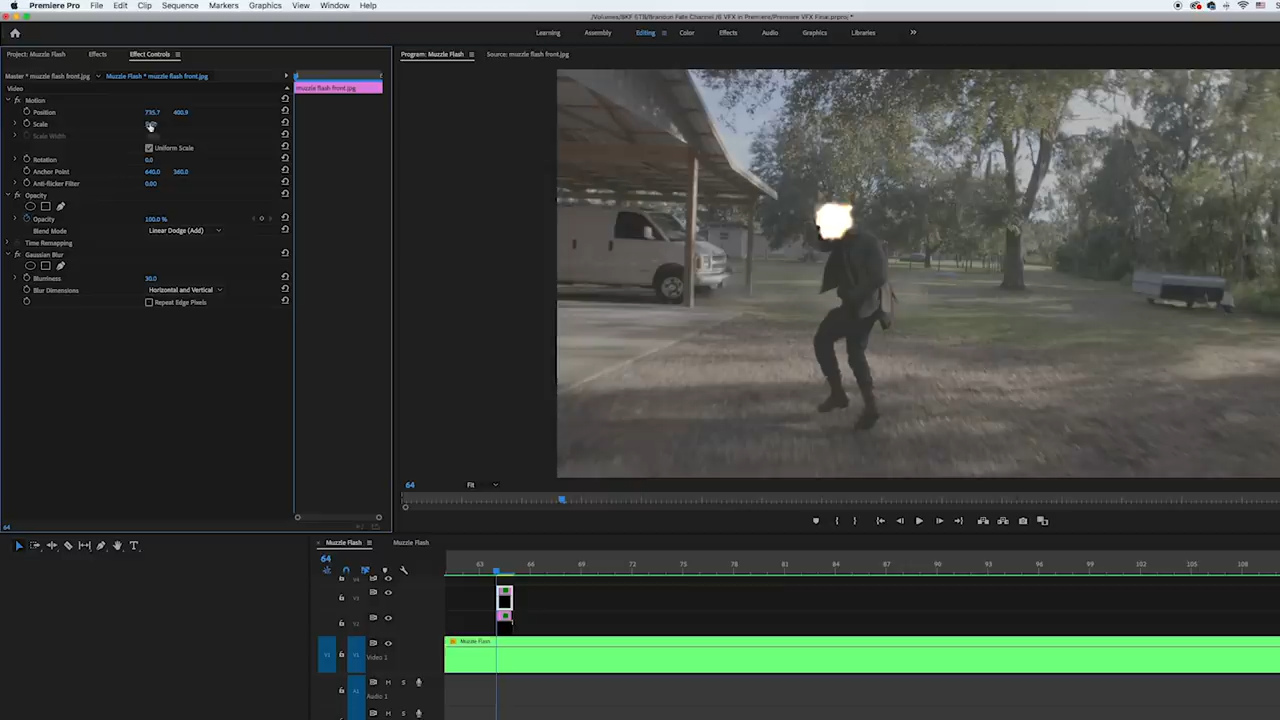 Premiere Pro File Edit Clip Sequence Markers Graphics View Window Help
/Volumes/BKF STB/Brandon Falls Channel /6 VFX in Premiere/Premiere VFX Final.prproj *
Learning Assembly Editing Color Effects Audio Graphics Libraries
Project: Muzzle Flash Effects Effect Controls
Program: Muzzle Flash Source: muzzle flash front.jpg
Master * muzzle flash front.jpg Muzzle Flash * muzzle flash front.jpg
Video muzzle flash front.jpg
Motion
Position 735.7 400.9
Scale
Scale Width
Uniform Scale
Rotation 0.0
Anchor Point 640.0 360.0
Anti-flicker Filter 0.00
Opacity
Opacity 100.0 %
Blend Mode Linear Dodge (Add)
Time Remapping
Gaussian Blur
Blurriness 30.0
Blur Dimensions Horizontal and Vertical
Repeat Edge Pixels
64 Fit
64
Muzzle Flash Muzzle Flash
64
63 66 69 72 75 78 81 84 87 90 93 96 99 102 105 108
V3
V2
Muzzle Flash
V1 V1 Video 1
A1 M S
Audio 1
M S